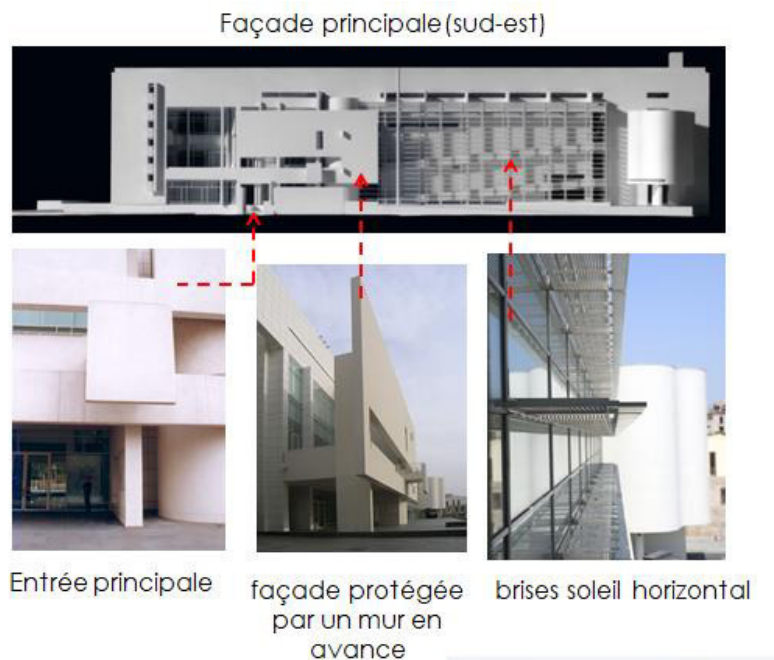 Façade principale(sud-est)
Entrée principale
façade protégée
par un mur en
avance
brises soleil horizontal